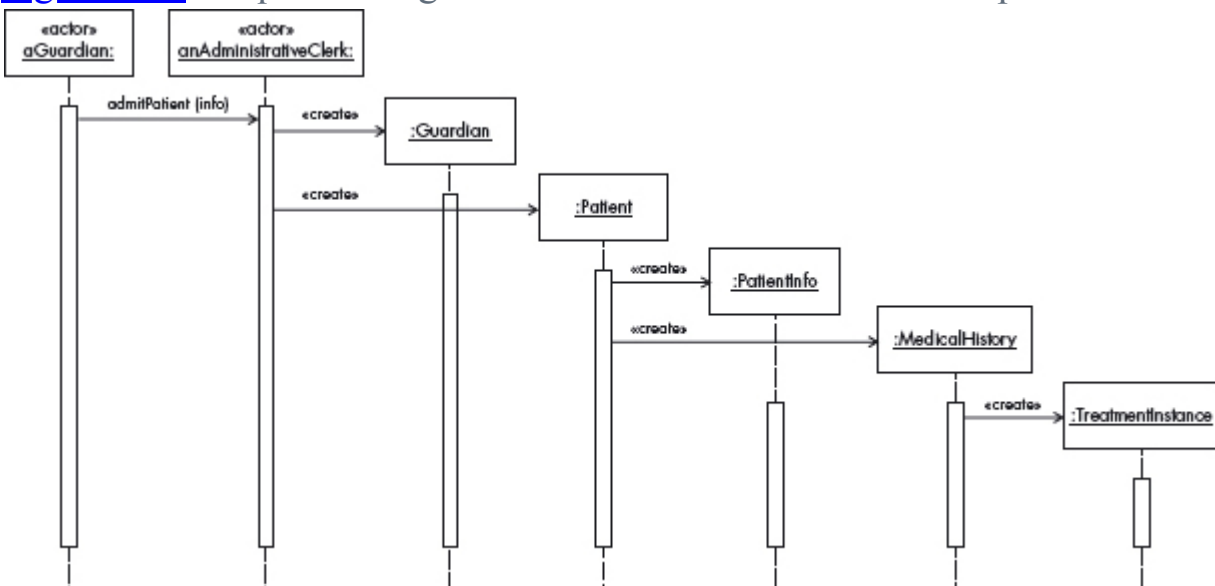 «actor»
aGuardian:
«actor»
anAdministrativeClerk:
admitPatient (info)
«create»
:Guardian
«create»
:Patient
«create»
:PatientInfo
«create»
:MedicalHistory
«create»
:TreatmentInstance